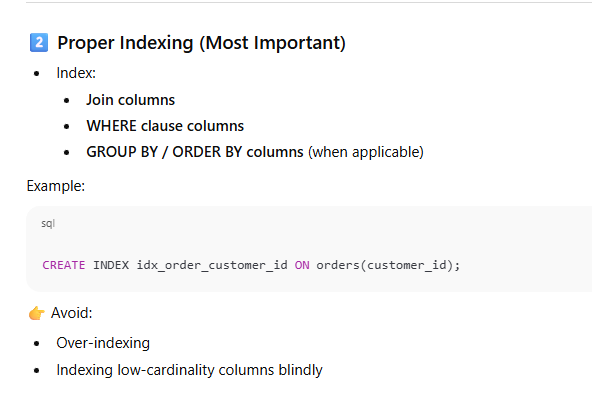 2 Proper Indexing (Most Important)
Index:
Join columns
WHERE clause columns
GROUP BY / ORDER BY columns (when applicable)
Example:
sql
CREATE INDEX idx_order_customer_id ON orders(customer_id);
👉 Avoid:
Over-indexing
Indexing low-cardinality columns blindly